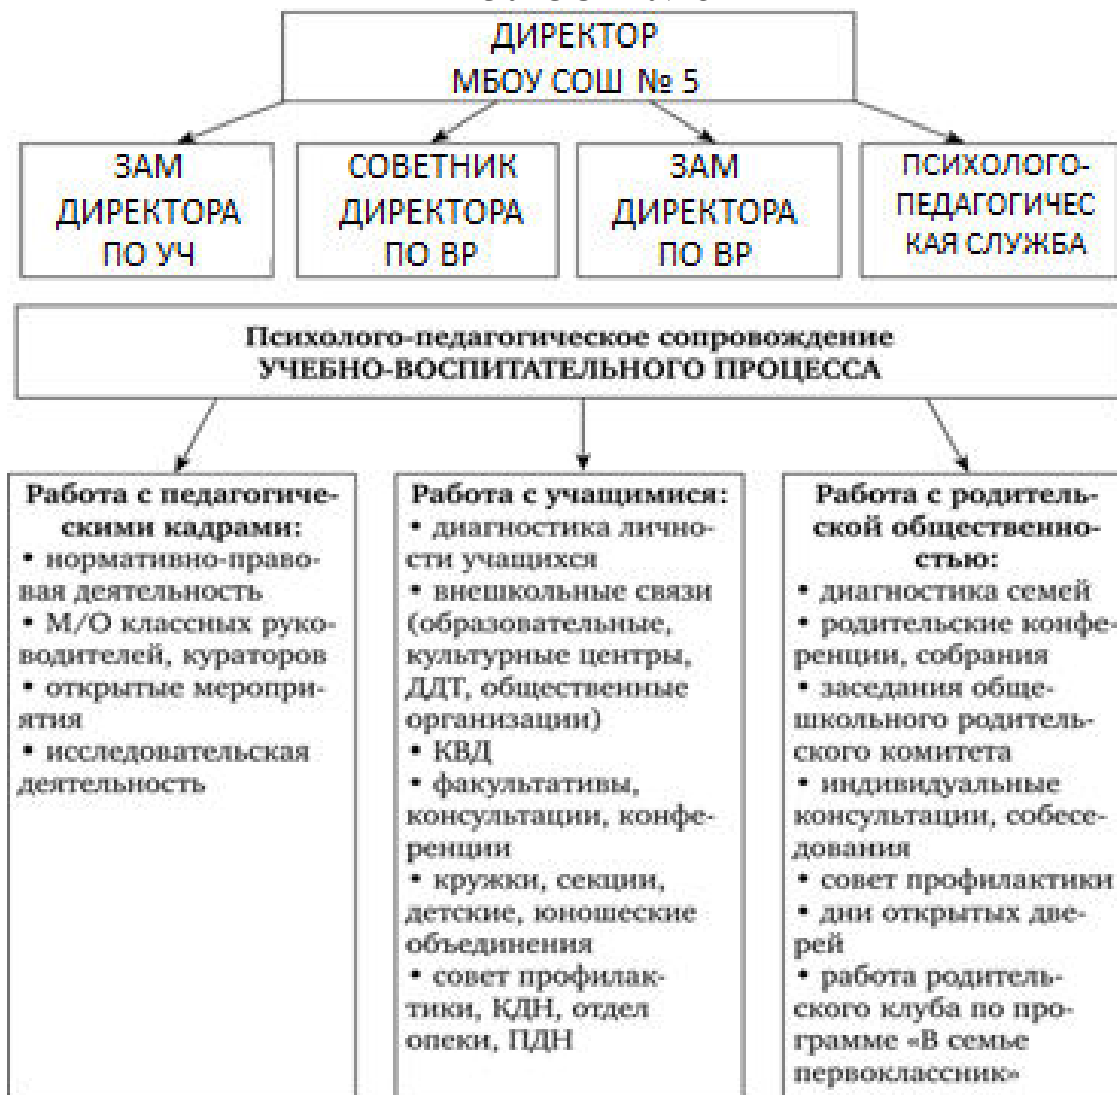 ДИРЕКТОР
МБОУ СОШ № 5
ЗАМ
ДИРЕКТОРА
ПО УЧ
СОВЕТНИК
ДИРЕКТОРА
ПО ВР
ЗАМ
ДИРЕКТОРА
ПО ВР
ПСИХОЛОГО-
ПЕДАГОГИЧЕС
КАЯ СЛУЖБА
Психолого-педагогическое сопровождение
УЧЕБНО-ВОСПИТАТЕЛЬНОГО ПРОЦЕССА
Работа с педагогиче-
скими кадрами:
• нормативно-право-
вая деятельность
• М/О классных руко-
водителей, кураторов
• открытые меропри-
ятия
• исследовательская
деятельность
Работа с учащимися:
• диагностика лично-
сти учащихся
• внешкольные связи
(образовательные,
культурные центры,
ДДТ, общественные
организации)
• КВД
• факультативы,
консультации, конфе-
ренции
• кружки, секции,
детские, юношеские
объединения
• совет профилак-
тики, КДН, отдел
опеки, ПДН
Работа с родитель-
ской общественно-
стью:
• диагностика семей
• родительские конфе-
ренции, собрания
• заседания обще-
школьного родитель-
ского комитета
• индивидуальные
консультации, собесе-
дования
• совет профилактики
• дни открытых две-
рей
• работа родитель-
ского клуба по про-
грамме «В семье
первоклассник»